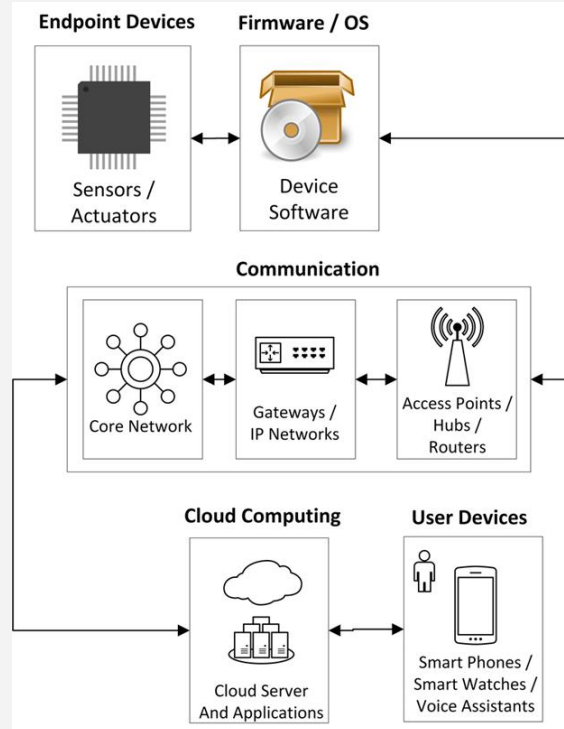 Endpoint Devices
Firmware / OS
Sensors /
Actuators
Device
Software
Communication
Core Network
Gateways /
IP Networks
Access Points /
Hubs /
Routers
Cloud Computing
User Devices
Cloud Server
And Applications
Smart Phones /
Smart Watches /
Voice Assistants